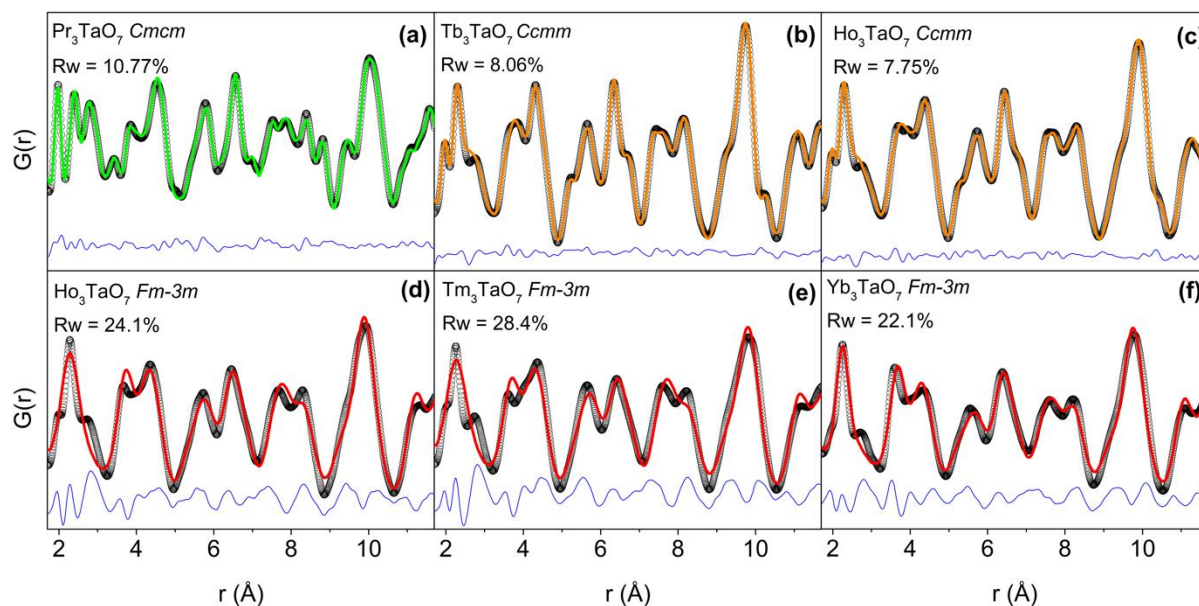 Pr₃TaO₇ Cmcm (a)
Rw = 10.77%
Tb₃TaO₇ Ccmm (b)
Rw = 8.06%
Ho₃TaO₇ Ccmm (c)
Rw = 7.75%
G(r)
Ho₃TaO₇ Fm-3m (d)
Rw = 24.1%
Tm₃TaO₇ Fm-3m (e)
Rw = 28.4%
Yb₃TaO₇ Fm-3m (f)
Rw = 22.1%
G(r)
2 4 6 8 10 2 4 6 8 10 2 4 6 8 10
r (Å) r (Å) r (Å)